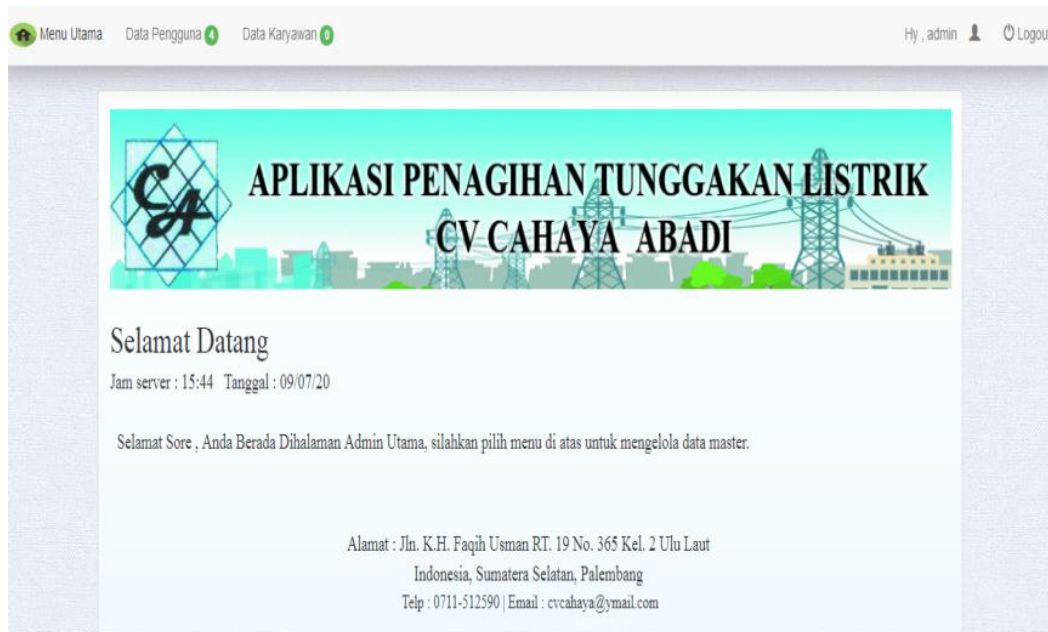 Menu Utama Data Pengguna 4 Data Karyawan 0 Hy , admin Logou
CA
APLIKASI PENAGIHAN TUNGGAKAN LISTRIK
CV CAHAYA ABADI
Selamat Datang
Jam server : 15:44 Tanggal : 09/07/20
Selamat Sore , Anda Berada Dihalaman Admin Utama, silahkan pilih menu di atas untuk mengelola data master.
Alamat : Jln. K.H. Faqih Usman RT. 19 No. 365 Kel. 2 Ulu Laut
Indonesia, Sumatera Selatan, Palembang
Telp : 0711-512590 | Email : cvcahaya@ymail.com